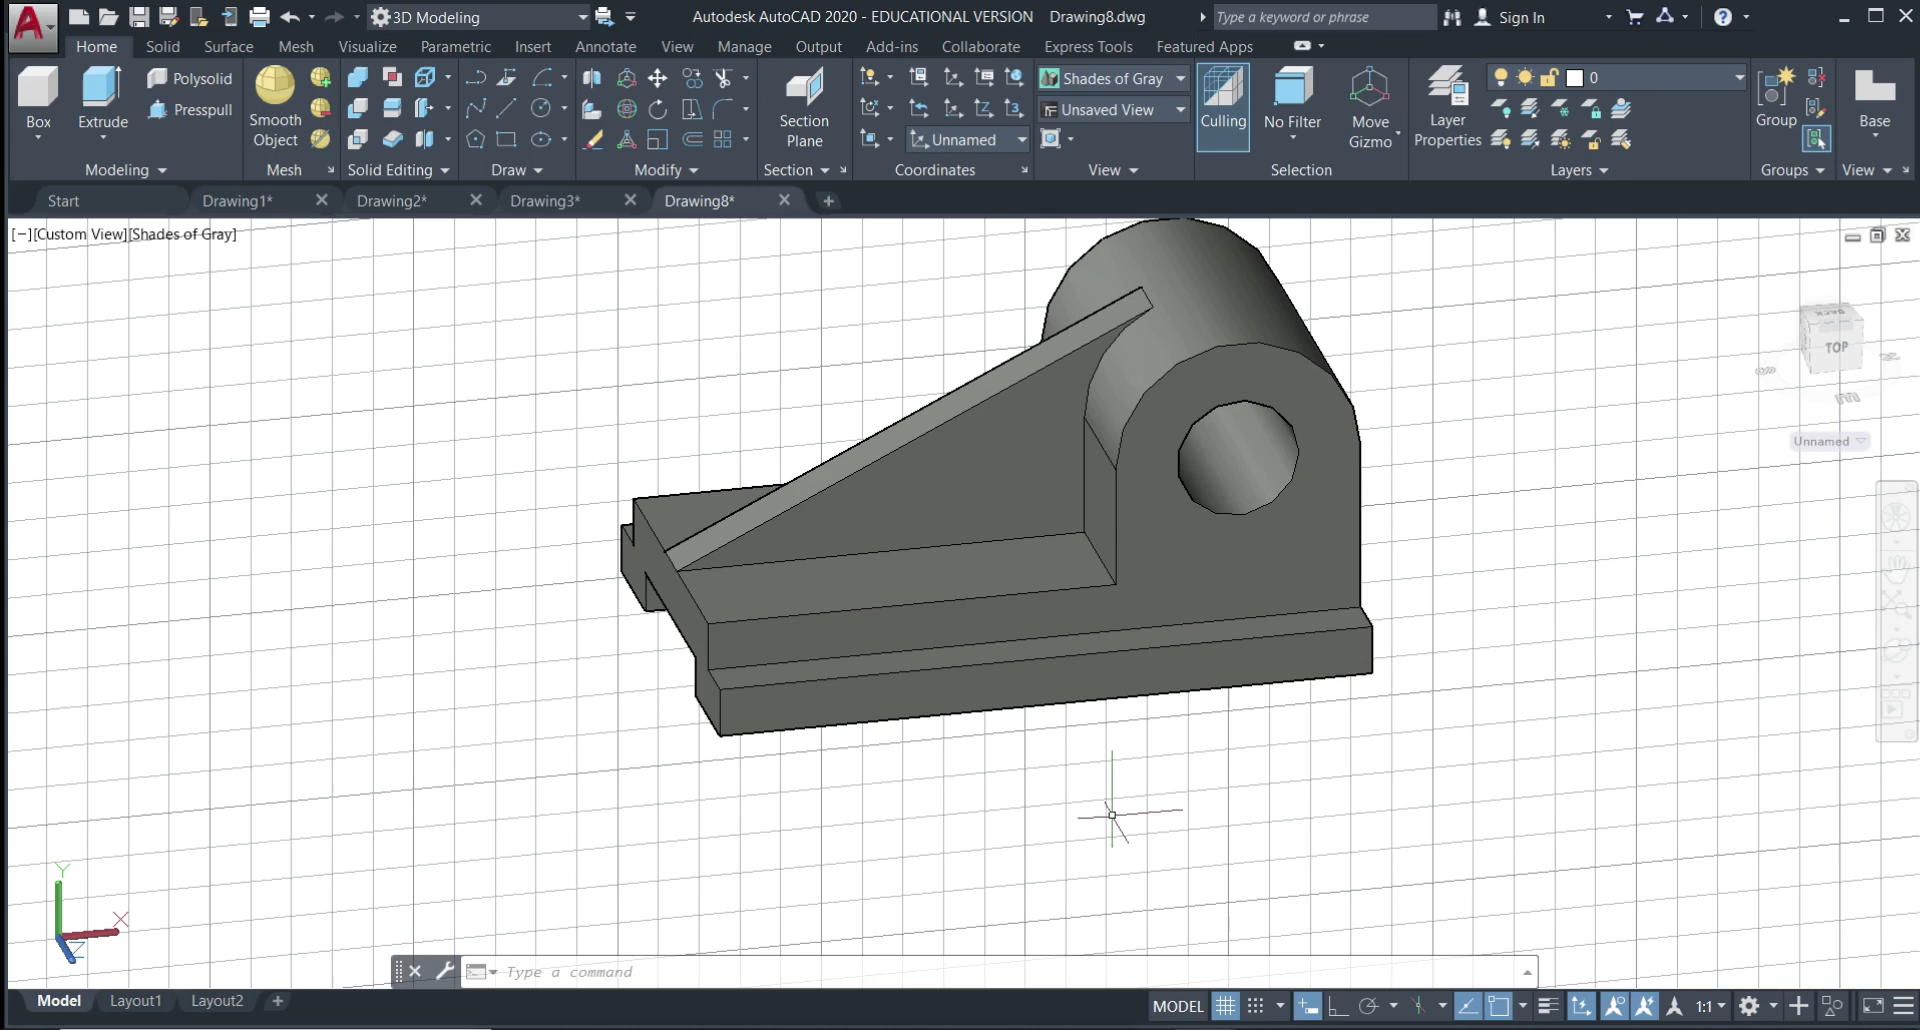 3D Modeling Autodesk AutoCAD 2020 - EDUCATIONAL VERSION Drawing8.dwg Type a keyword or phrase Sign In
Home Solid Surface Mesh Visualize Parametric Insert Annotate View Manage Output Add-ins Collaborate Express Tools Featured Apps
Polysolid Shades of Gray 0
Presspull Unsaved View
Box Extrude Smooth Object Section Plane Unnamed Culling No Filter Move Gizmo Layer Properties Group Base
Modeling Mesh Solid Editing Draw Modify Section Coordinates View Selection Layers Groups View
Start Drawing1* Drawing2* Drawing3* Drawing8*
[−][Custom View][Shades of Gray]
BACK
TOP
Unnamed
Y
X
Z
Type a command
Model Layout1 Layout2 MODEL 1:1